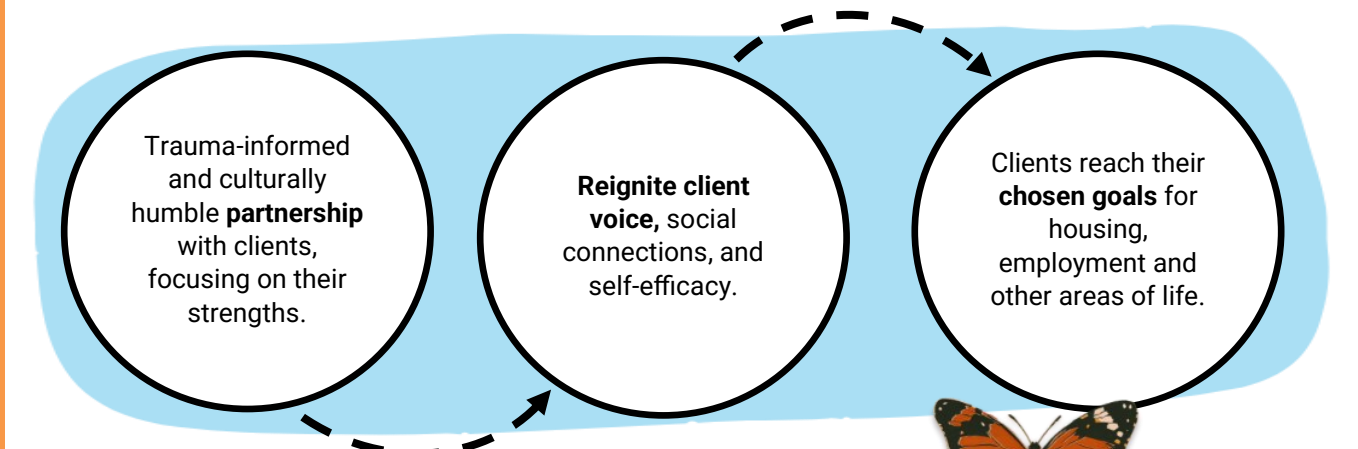 Trauma-informed
and culturally
humble partnership
with clients,
focusing on their
strengths.
Reignite client
voice, social
connections, and
self-efficacy.
Clients reach their
chosen goals for
housing,
employment and
other areas of life.